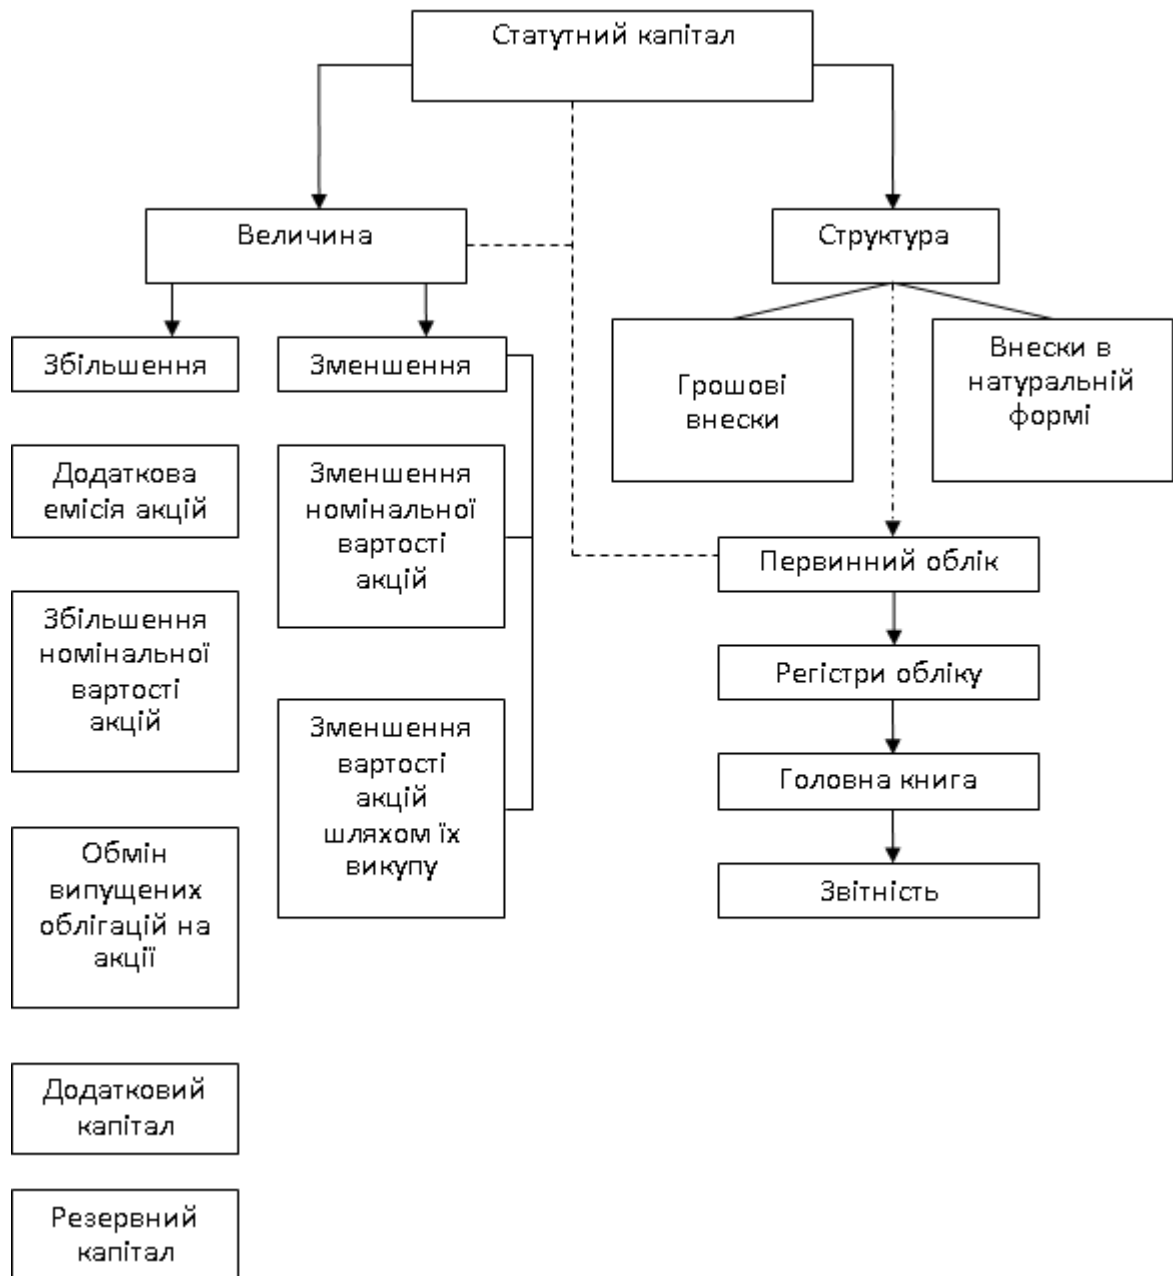 Статутний капітал
Величина
Структура
Збільшення
Зменшення
Грошові
внески
Внески в
натуральній
формі
Додаткова
емісія акцій
Зменшення
номінальної
вартості
акцій
Первинний облік
Збільшення
номінальної
вартості
акцій
Регістри обліку
Зменшення
вартості
акцій
шляхом їх
викупу
Головна книга
Обмін
випущених
облігацій на
акції
Звітність
Додатковий
капітал
Резервний
капітал